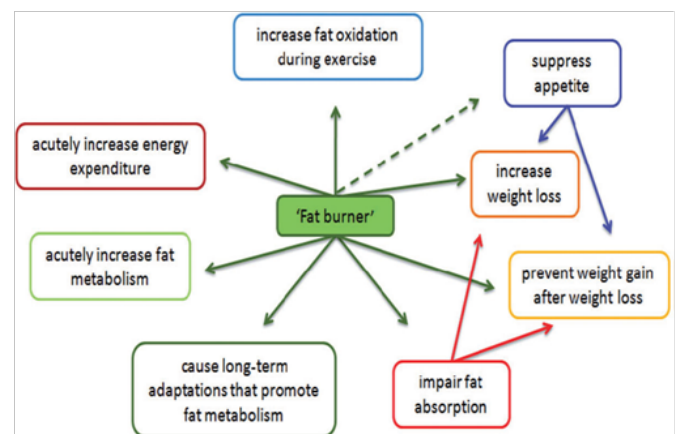 increase fat oxidation
during exercise
suppress
appetite
acutely increase energy
expenditure
increase
weight loss
'Fat burner'
acutely increase fat
metabolism
prevent weight gain
after weight loss
cause long-term
adaptations that promote
fat metabolism
impair fat
absorption